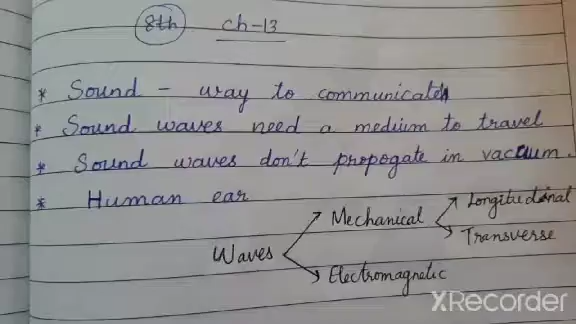 8th ch-13
* Sound - way to communicate
* Sound waves need a medium to travel
* Sound waves don't propogate in vacuum.
* Human ear
Waves
Mechanical
Longitudinal
Transverse
Electromagnetic
XRecorder